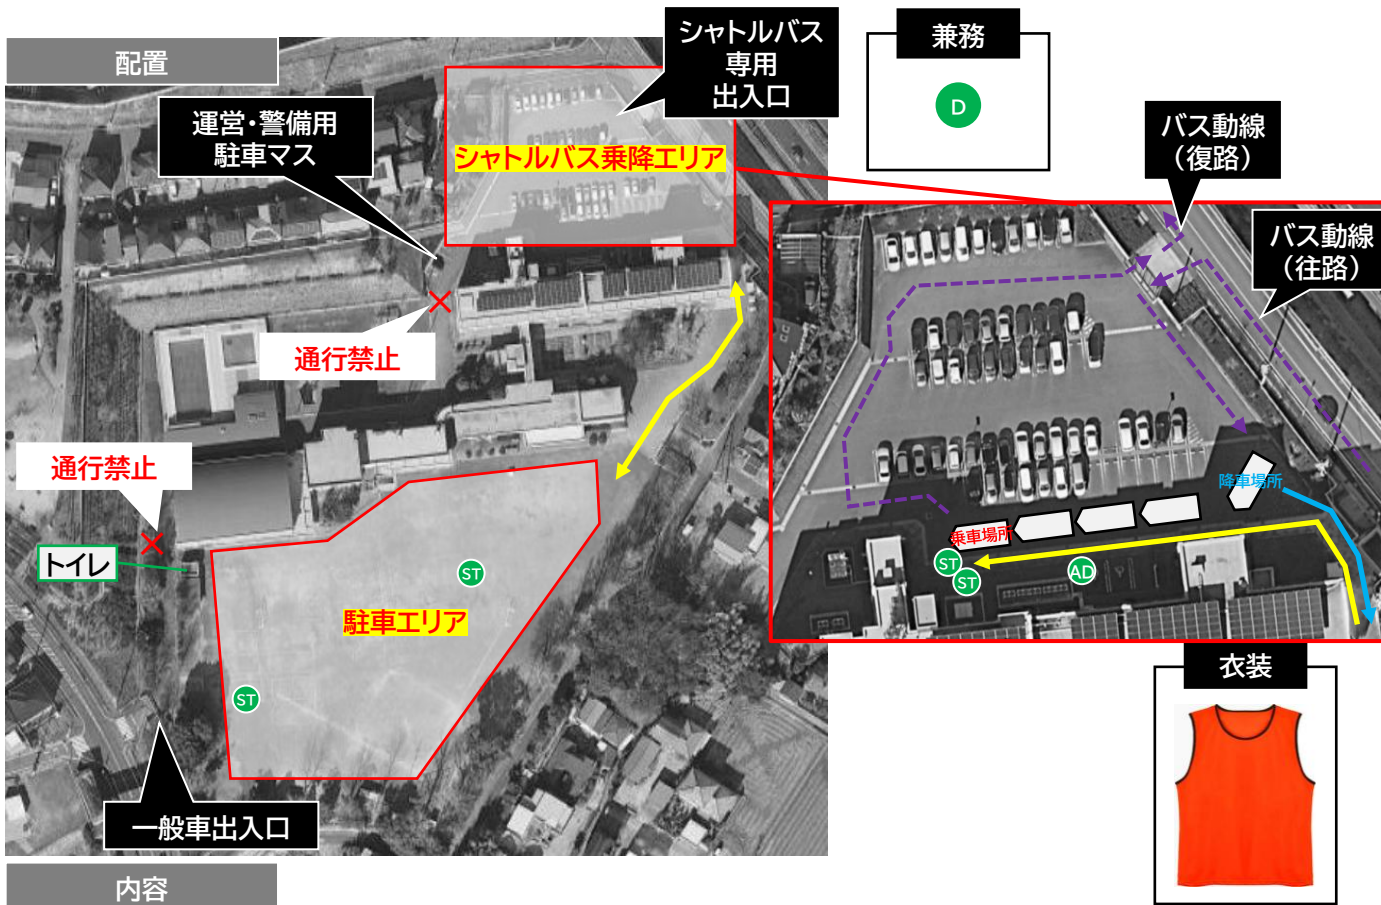 配置
シャトルバス
専用
出入口
兼務
D
運営・警備用
駐車マス
シャトルバス乗降エリア
バス動線
（復路）
バス動線
（往路）
通行禁止
通行禁止
トイレ
ST
駐車エリア
ST
一般車出入口
降車場所
乗車場所
ST
ST
AD
衣装
内容